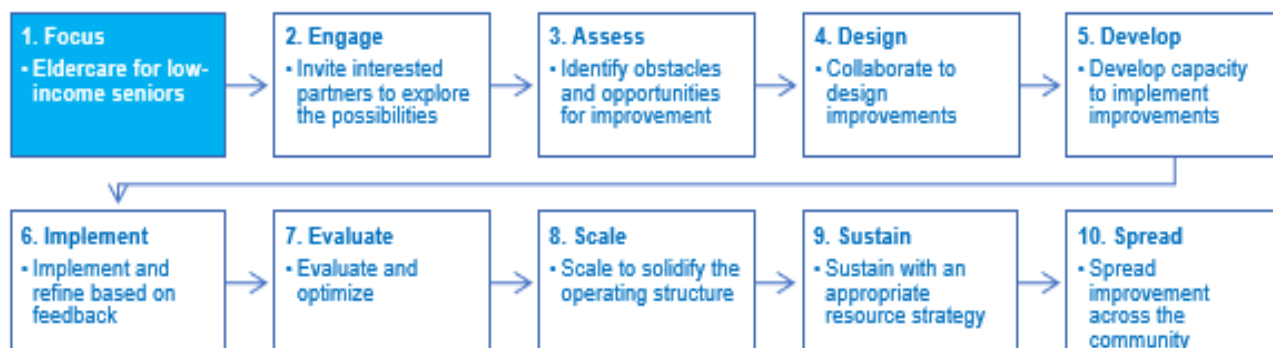 1. Focus
▪ Eldercare for low-
income seniors
2. Engage
▪ Invite interested
partners to explore
the possibilities
3. Assess
▪ Identify obstacles
and opportunities
for improvement
4. Design
▪ Collaborate to
design
improvements
5. Develop
▪ Develop capacity
to implement
improvements
6. Implement
▪ Implement and
refine based on
feedback
7. Evaluate
▪ Evaluate and
optimize
8. Scale
▪ Scale to solidify the
operating structure
9. Sustain
▪ Sustain with an
appropriate
resource strategy
10. Spread
▪ Spread
improvement
across the
community